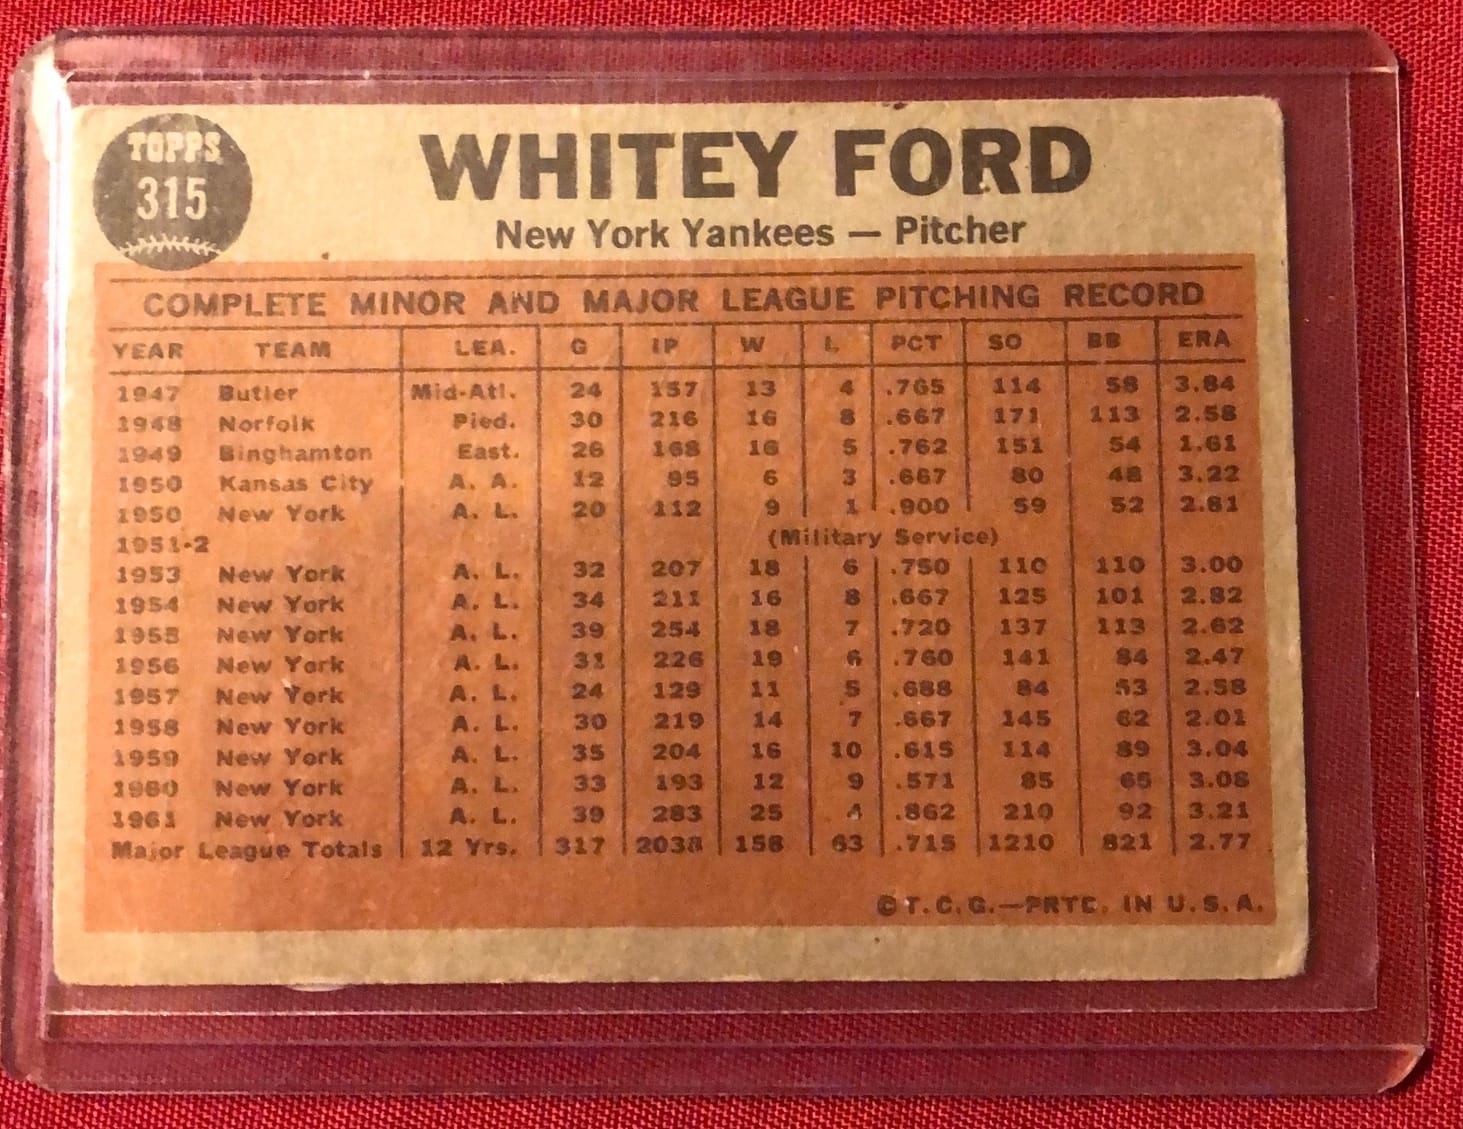 TOPPS
315
WHITEY FORD
New York Yankees — Pitcher
COMPLETE MINOR AND MAJOR LEAGUE PITCHING RECORD
YEAR TEAM LEA. G IP W L PCT SO BB ERA
1947 Butler Mid-Atl. 24 157 13 4 .765 114 58 3.84
1948 Norfolk Pied. 30 216 16 8 .667 171 113 2.58
1949 Binghamton East. 26 168 16 5 .762 151 54 1.61
1950 Kansas City A. A. 12 95 6 3 .667 80 48 3.22
1950 New York A. L. 20 112 9 1 .900 59 52 2.81
1951-2 (Military Service)
1953 New York A. L. 32 207 18 6 .750 110 110 3.00
1954 New York A. L. 34 211 16 8 .667 125 101 2.82
1955 New York A. L. 39 254 18 7 .720 137 113 2.62
1956 New York A. L. 31 226 19 6 .760 141 84 2.47
1957 New York A. L. 24 129 11 5 .688 84 53 2.58
1958 New York A. L. 30 219 14 7 .667 145 62 2.01
1959 New York A. L. 35 204 16 10 .615 114 89 3.04
1960 New York A. L. 33 193 12 9 .571 85 65 3.08
1961 New York A. L. 39 283 25 4 .862 210 92 3.21
Major League Totals 12 Yrs. 317 2038 158 63 .715 1210 821 2.77
© T. C. G.—PRTD. IN U. S. A.